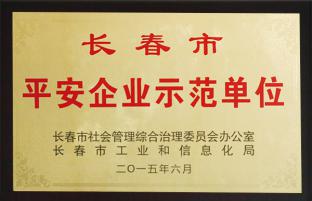 长春市
平安企业示范单位
长春市社会管理综合治理委员会办公室
长春市工业和信息化局
二〇一五年六月